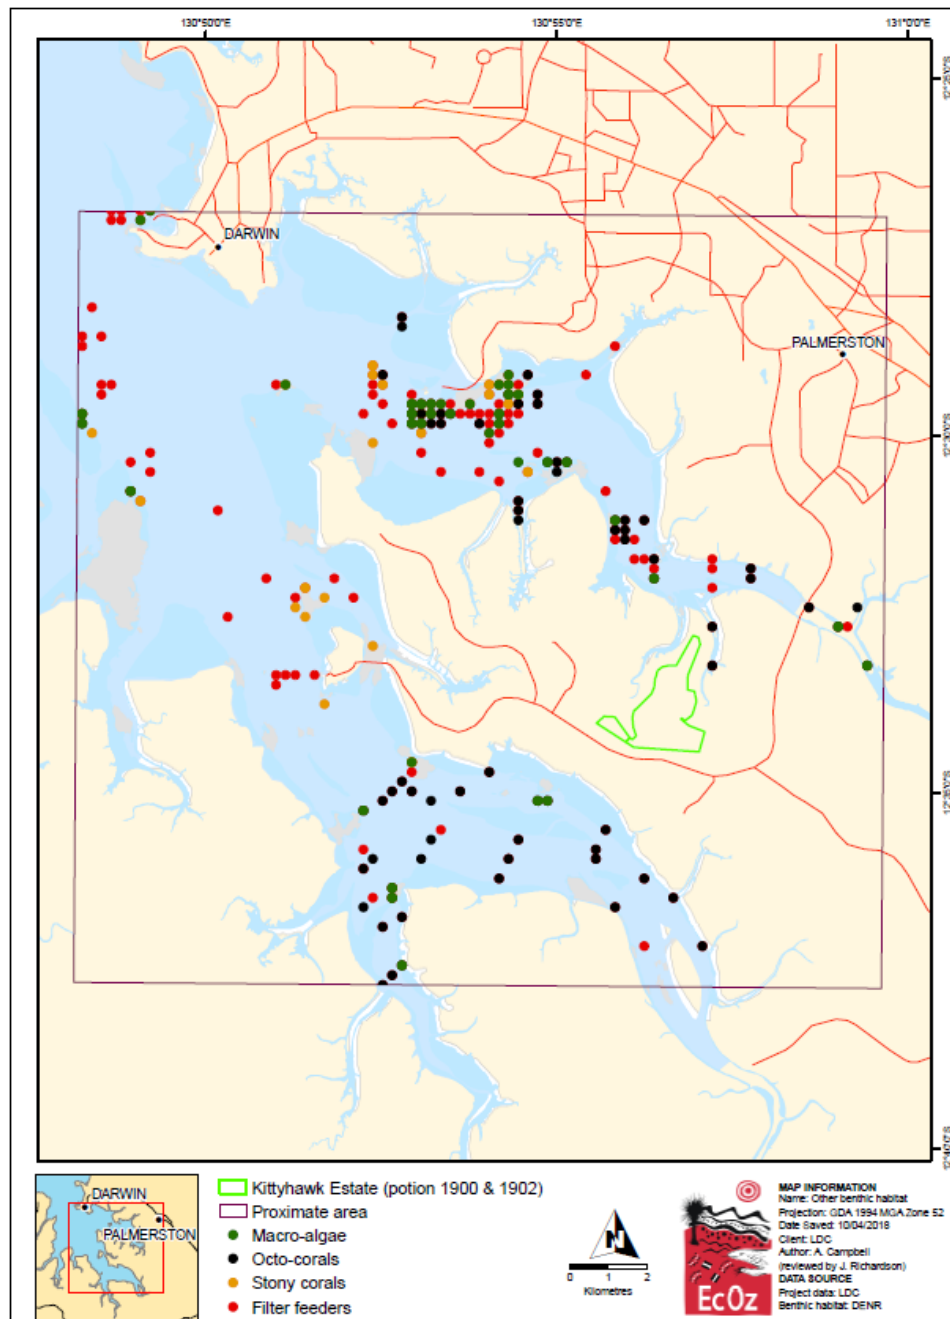 130°50'0"E
130°55'0"E
131°0'0"E
12°25'0"S
DARWIN
PALMERSTON
12°30'0"S
12°35'0"S
12°40'0"S
DARWIN
PALMERSTON
Kittyhawk Estate (potion 1900 & 1902)
Proximate area
Macro-algae
Octo-corals
Stony corals
Filter feeders
N
0 1 2
Kilometres
EcOz
MAP INFORMATION
Name: Other benthic habitat
Projection: GDA 1994 MGA Zone 52
Date Saved: 10/04/2018
Client: LDC
Author: A. Campbell
(reviewed by J. Richardson)
DATA SOURCE
Project data: LDC
Benthic habitat: DENR